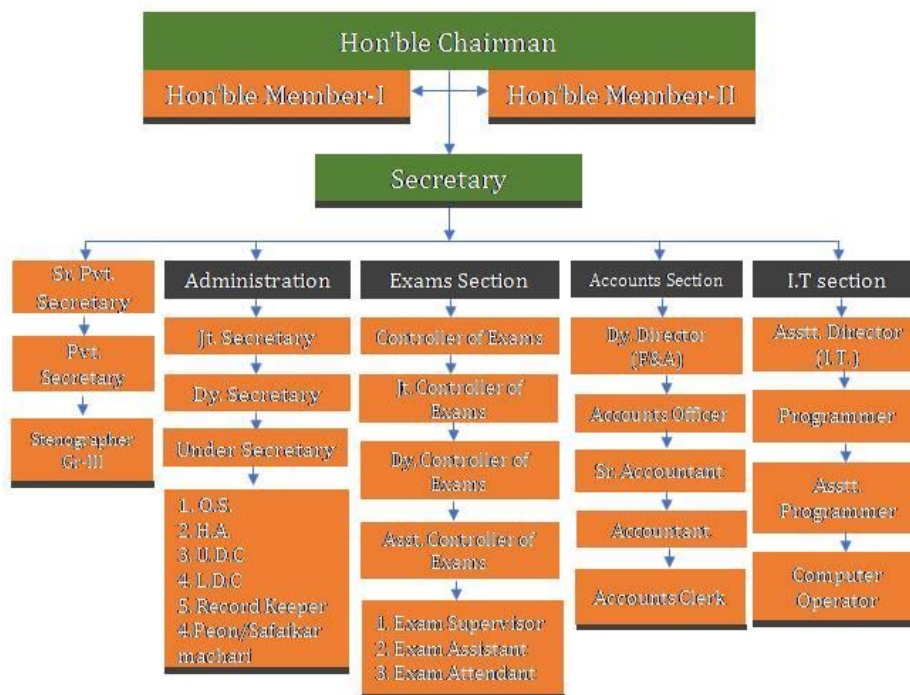 Hon'ble Chairman
Hon'ble Member-I
Hon'ble Member-II
Secretary
Sr. Pvt.
Secretary
Pvt.
Secretary
Stenographer
Gr-III
Administration
Jt. Secretary
Dy. Secretary
Under Secretary
1. O.S.
2. H.A
3. U.D.C
4. L.D.C
5. Record Keeper
4.Peon/Safaikar
machari
Exams Section
Controller of Exams
Jt. Controller of
Exams
Dy. Controller of
Exams
Asst. Controller of
Exams
1. Exam Supervisor
2. Exam Assistant
3. Exam Attendant
Accounts Section
Dy. Director
(F&A)
Accounts Officer
Sr. Accountant
Accountant
Accounts Clerk
I.T section
Asstt. Director
(I.T.)
Programmer
Asstt.
Programmer
Computer
Operator